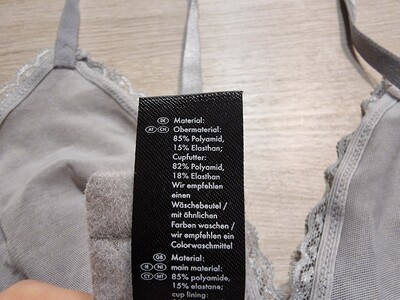 DE Material:
AT CH Obermaterial:
85% Polyamid,
15% Elasthan;
Cupfutter:
82% Polyamid,
18% Elasthan
Wir empfehlen
einen
Wäschebeutel /
mit ähnlichen
Farben waschen /
wir empfehlen ein
Colorwaschmittel
GB Material:
IE NI main material:
CY MT 85% polyamide,
15% elastane;
cup lining: